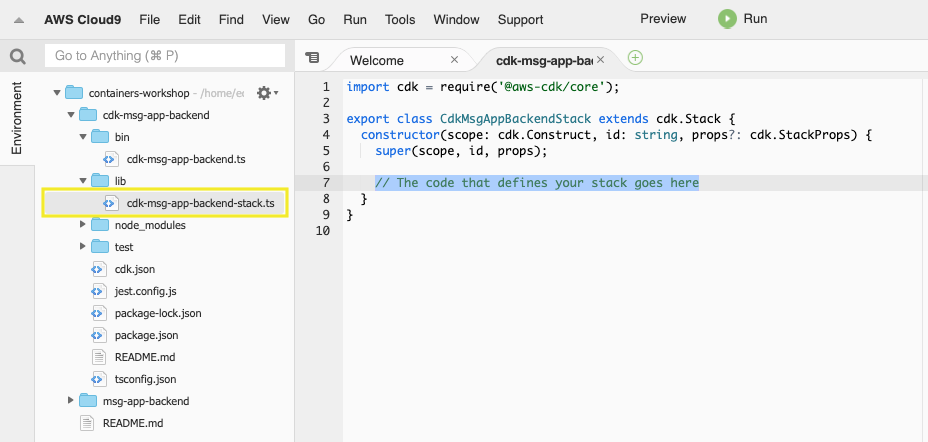 AWS Cloud9 File Edit Find View Go Run Tools Window Support Preview Run
Go to Anything (⌘ P)
Welcome cdk-msg-app-ba
Environment
containers-workshop - /home/e
cdk-msg-app-backend
bin
cdk-msg-app-backend.ts
lib
cdk-msg-app-backend-stack.ts
node_modules
test
cdk.json
jest.config.js
package-lock.json
package.json
README.md
tsconfig.json
msg-app-backend
README.md
1 import cdk = require('@aws-cdk/core');
2
3 export class CdkMsgAppBackendStack extends cdk.Stack {
4 constructor(scope: cdk.Construct, id: string, props?: cdk.StackProps) {
5 super(scope, id, props);
6
7 // The code that defines your stack goes here
8 }
9 }
10